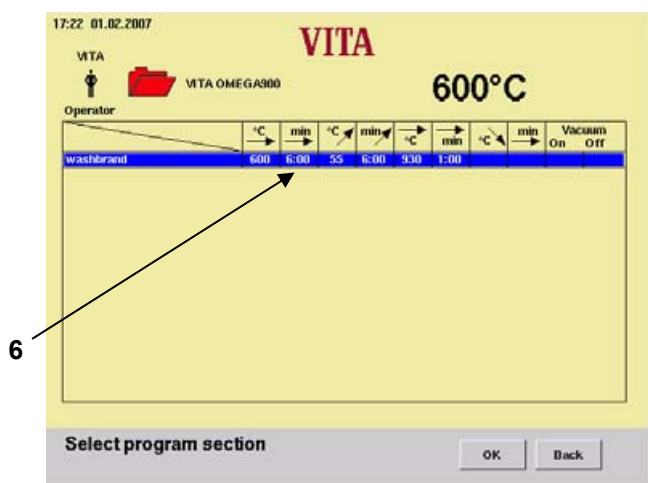 17:22 01.02.2007
VITA
VITA
VITA OMEGA900
600°C
Operator
°C min °C min °C min °C min Vacuum
On Off
washbrand 600 6:00 55 6:00 930 1:00
6
Select program section
OK Back